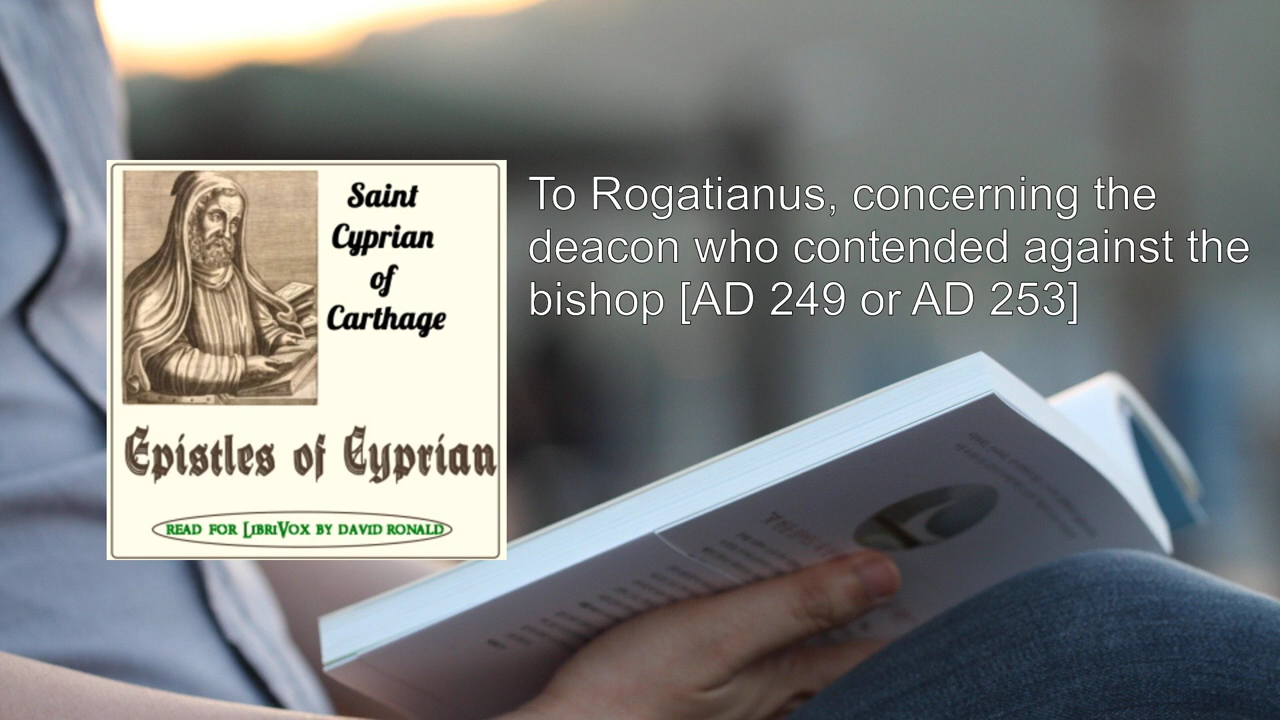 Saint
Cyprian
of
Carthage
Epistles of Cyprian
READ FOR LIBRIVOX BY DAVID RONALD
To Rogatianus, concerning the
deacon who contended against the
bishop [AD 249 or AD 253]